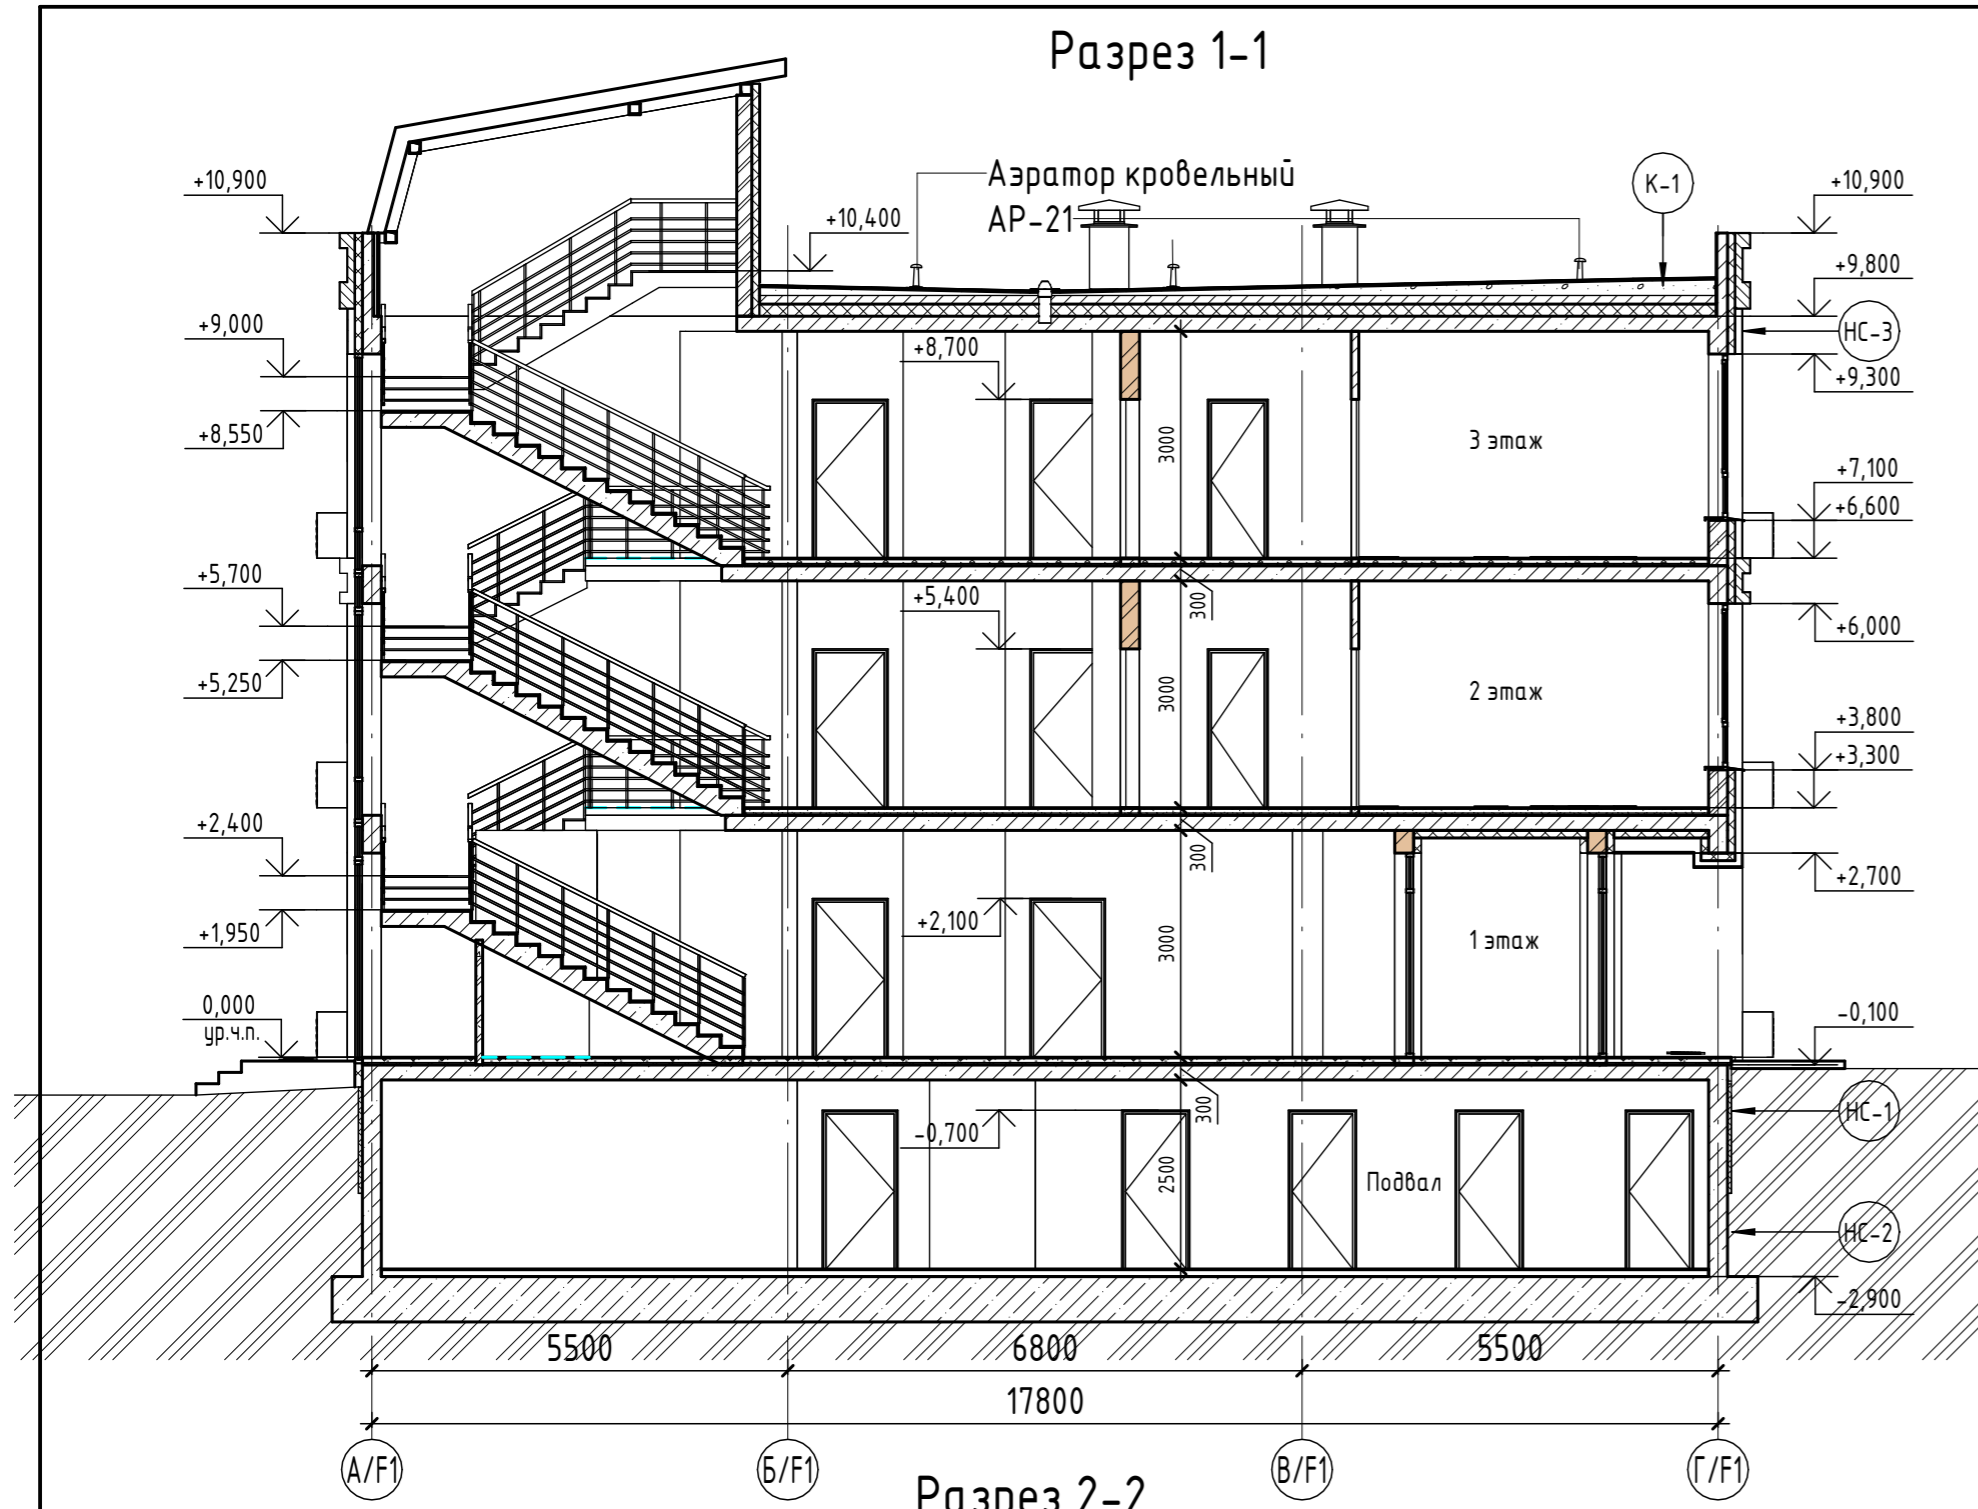 Разрез 1-1
Аэратор кровельный
АР-21
К-1
+10,900
+10,400
+10,900
+9,800
+9,000
+8,700
НС-3
+9,300
+8,550
3000
3 этаж
+7,100
+6,600
+5,700
+5,400
300
+6,000
+5,250
3000
2 этаж
+3,800
+3,300
+2,400
300
+2,700
+1,950
+2,100
3000
1 этаж
0,000
ур.ч.п.
-0,100
300
НС-1
-0,700
2500
Подвал
НС-2
-2,900
5500
6800
5500
17800
А/F1
Б/F1
В/F1
Г/F1
Разрез 2-2